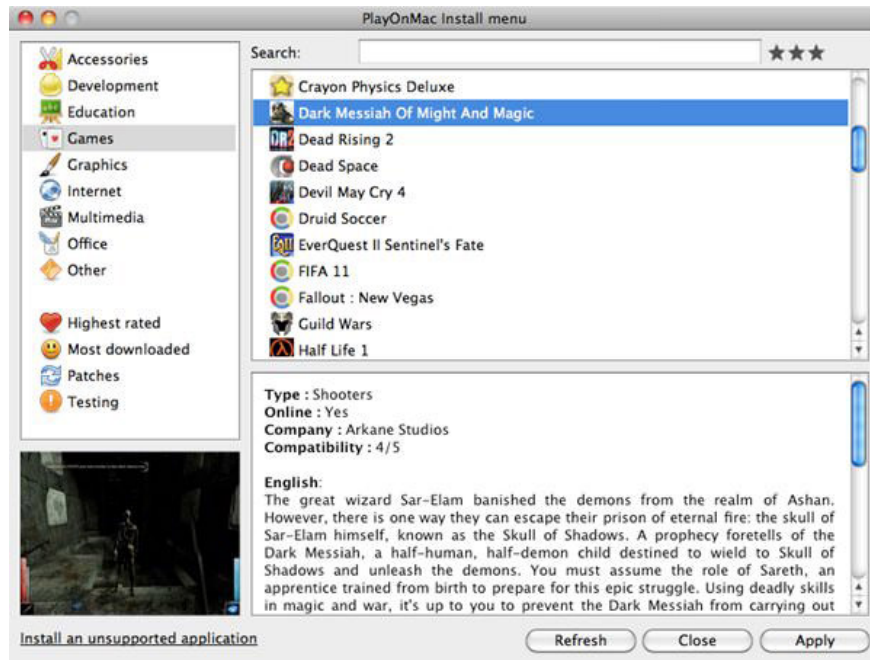 PlayOnMac Install menu
Accessories
Development
Education
Games
Graphics
Internet
Multimedia
Office
Other
Highest rated
Most downloaded
Patches
Testing
Search:
Crayon Physics Deluxe
Dark Messiah Of Might And Magic
Dead Rising 2
Dead Space
Devil May Cry 4
Druid Soccer
EverQuest II Sentinel's Fate
FIFA 11
Fallout : New Vegas
Guild Wars
Half Life 1
Type : Shooters
Online : Yes
Company : Arkane Studios
Compatibility : 4/5
English:
The great wizard Sar-Elam banished the demons from the realm of Ashan.
However, there is one way they can escape their prison of eternal fire: the skull of
Sar-Elam himself, known as the Skull of Shadows. A prophecy foretells of the
Dark Messiah, a half-human, half-demon child destined to wield to Skull of
Shadows and unleash the demons. You must assume the role of Sareth, an
apprentice trained from birth to prepare for this epic struggle. Using deadly skills
in magic and war, it's up to you to prevent the Dark Messiah from carrying out
Install an unsupported application
Refresh
Close
Apply